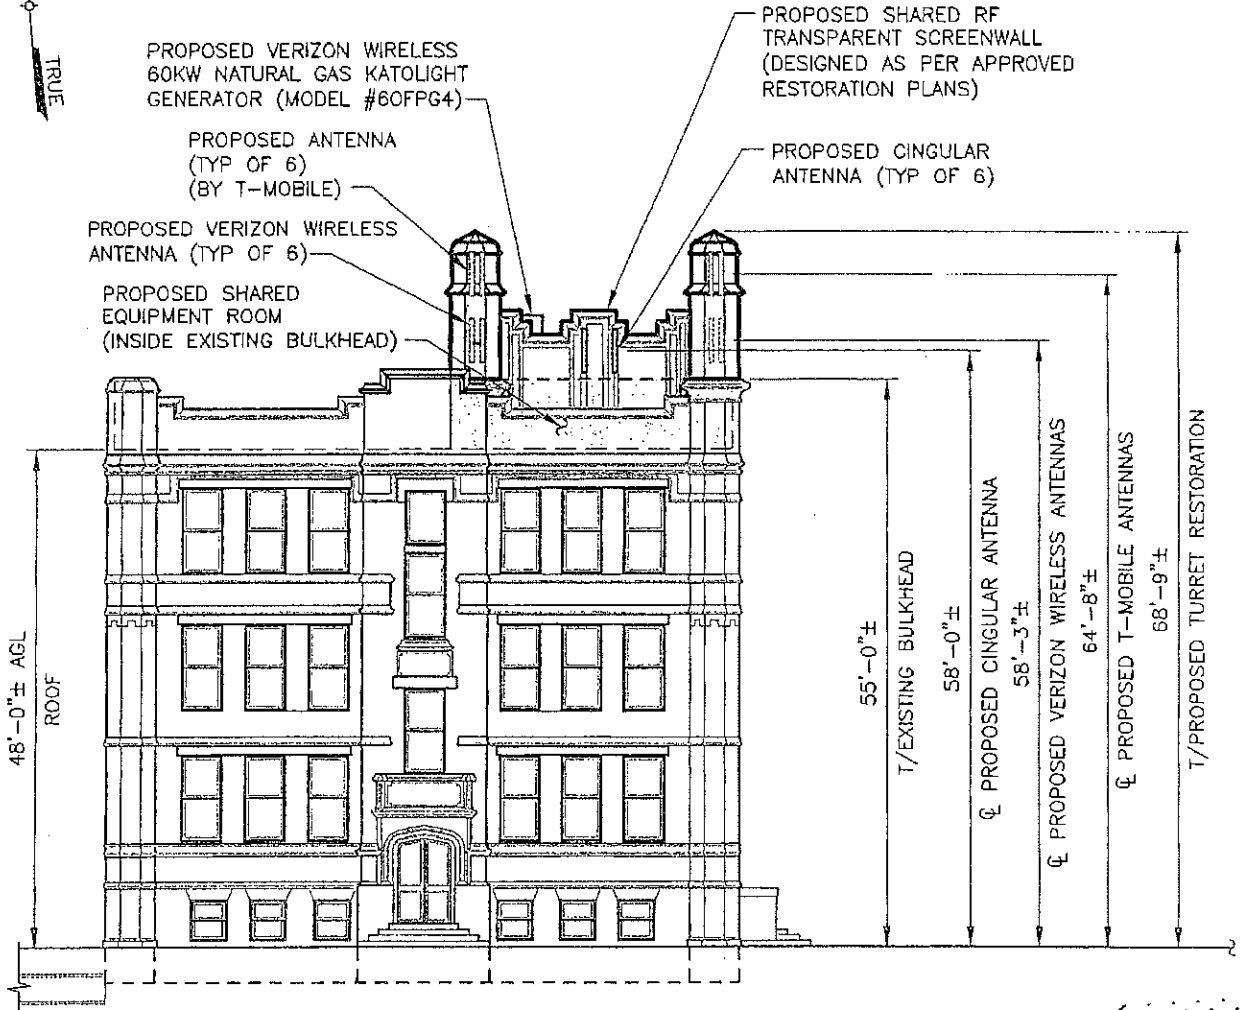 TRUE
PROPOSED VERIZON WIRELESS
60KW NATURAL GAS KATOLIGHT
GENERATOR (MODEL #60FPG4)
PROPOSED SHARED RF
TRANSPARENT SCREENWALL
(DESIGNED AS PER APPROVED
RESTORATION PLANS)
PROPOSED ANTENNA
(TYP OF 6)
(BY T-MOBILE)
PROPOSED CINGULAR
ANTENNA (TYP OF 6)
PROPOSED VERIZON WIRELESS
ANTENNA (TYP OF 6)
PROPOSED SHARED
EQUIPMENT ROOM
(INSIDE EXISTING BULKHEAD)
48'-0"± AGL
ROOF
55'-0"±
T/EXISTING BULKHEAD
58'-0"±
℄ PROPOSED CINGULAR ANTENNA
58'-3"±
℄ PROPOSED VERIZON WIRELESS ANTENNAS
64'-8"±
℄ PROPOSED T-MOBILE ANTENNAS
68'-9"±
T/PROPOSED TURRET RESTORATION